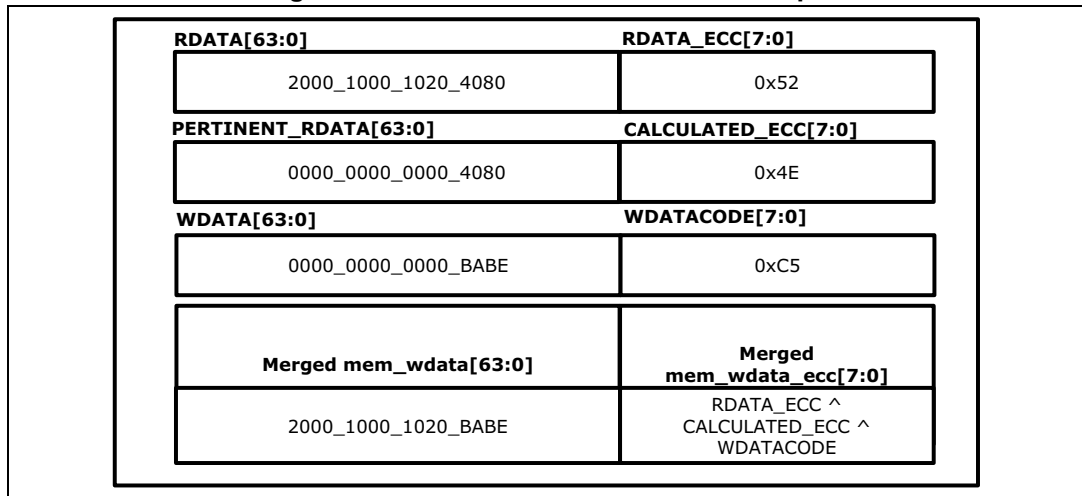 RDATA[63:0] RDATA_ECC[7:0]
2000_1000_1020_4080 0x52
PERTINENT_RDATA[63:0] CALCULATED_ECC[7:0]
0000_0000_0000_4080 0x4E
WDATA[63:0] WDATACODE[7:0]
0000_0000_0000_BABE 0xC5
Merged mem_wdata[63:0]
Merged
mem_wdata_ecc[7:0]
2000_1000_1020_BABE
RDATA_ECC ^
CALCULATED_ECC ^
WDATACODE